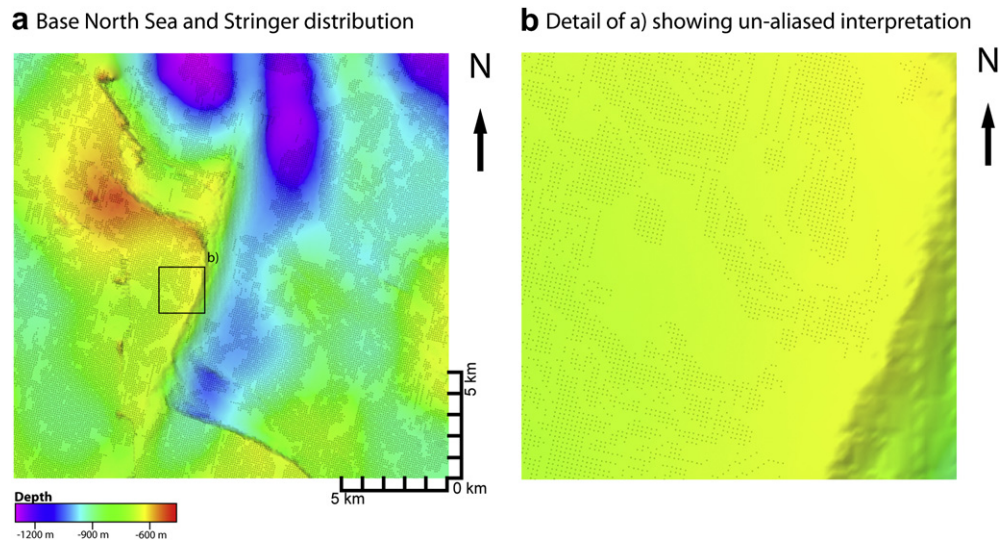 a Base North Sea and Stringer distribution
b Detail of a) showing un-aliased interpretation
N
N
b)
5 km
0 km
5 km
Depth
-1200 m -900 m -600 m